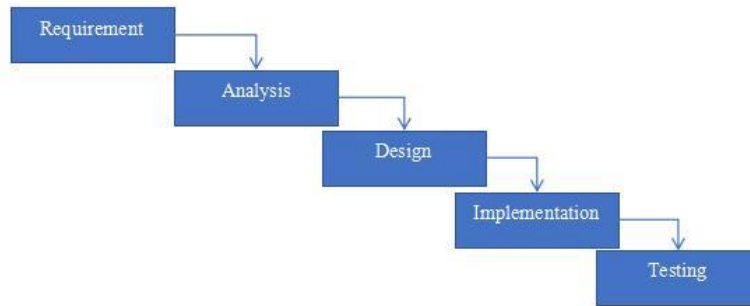 Requirement
Analysis
Design
Implementation
Testing